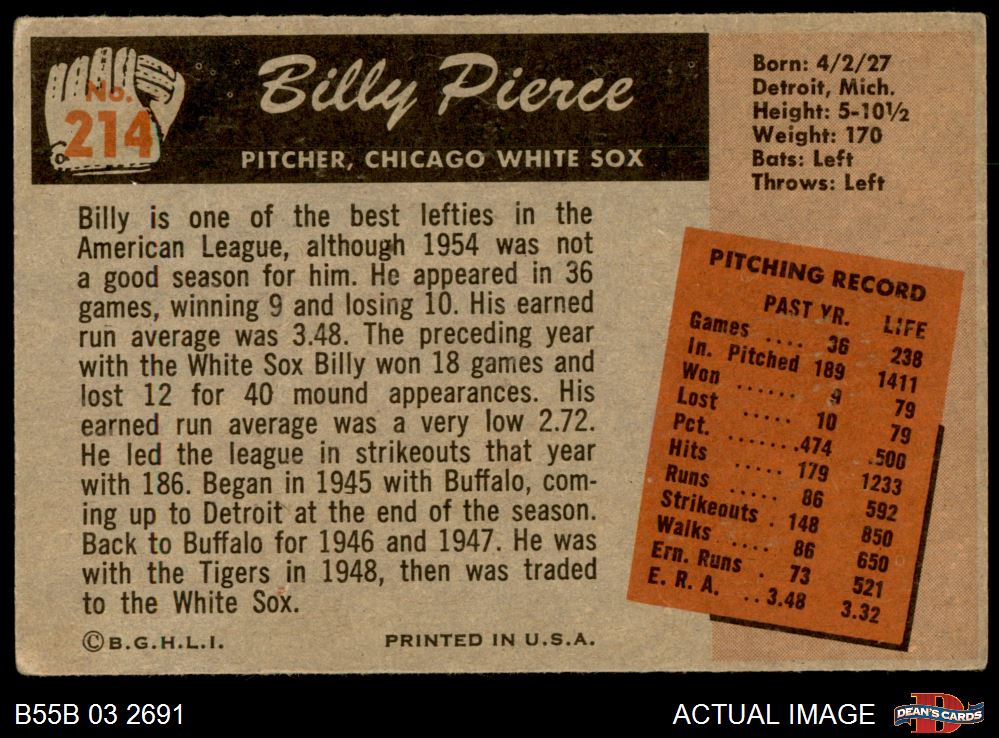 No.
214
Billy Pierce
PITCHER, CHICAGO WHITE SOX
Born: 4/2/27
Detroit, Mich.
Height: 5-10½
Weight: 170
Bats: Left
Throws: Left
Billy is one of the best lefties in the
American League, although 1954 was not
a good season for him. He appeared in 36
games, winning 9 and losing 10. His earned
run average was 3.48. The preceding year
with the White Sox Billy won 18 games and
lost 12 for 40 mound appearances. His
earned run average was a very low 2.72.
He led the league in strikeouts that year
with 186. Began in 1945 with Buffalo, com-
ing up to Detroit at the end of the season.
Back to Buffalo for 1946 and 1947. He was
with the Tigers in 1948, then was traded
to the White Sox.
©B.G.H.L.I.
PRINTED IN U.S.A.
PITCHING RECORD
PAST YR. LIFE
Games .... 36 238
In. Pitched 189 1411
Won ...... 9 79
Lost ..... 10 79
Pct. .......474 .500
Hits ..... 179 1233
Runs ..... 86 592
Strikeouts . 148 850
Walks .... 86 650
Ern. Runs . 73 521
E. R. A. ..3.48 3.32
B55B 03 2691
ACTUAL IMAGE
DEAN'S CARDS